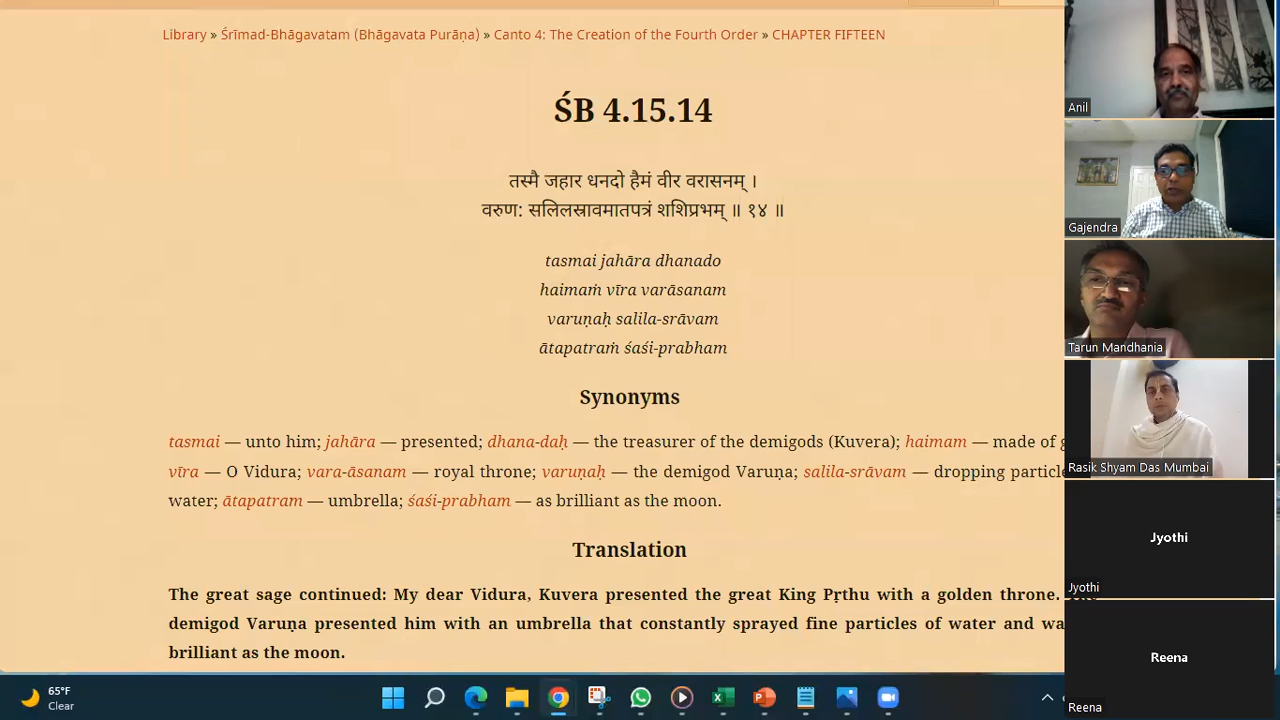 Library » Śrīmad-Bhāgavatam (Bhāgavata Purāṇa) » Canto 4: The Creation of the Fourth Order » CHAPTER FIFTEEN
ŚB 4.15.14
तस्मै जहार धनदो हैमं वीर वरासनम् ।
वरुण: सलिलस्रावमातपत्रं शशिप्रभम् ॥ १४ ॥
tasmai jahāra dhanado
haimaṁ vīra varāsanam
varuṇaḥ salila-srāvam
ātapatraṁ śaśi-prabham
Synonyms
tasmai — unto him; jahāra — presented; dhana-daḥ — the treasurer of the demigods (Kuvera); haimam — made of
vīra — O Vidura; vara-āsanam — royal throne; varuṇaḥ — the demigod Varuṇa; salila-srāvam — dropping
water; ātapatram — umbrella; śaśi-prabham — as brilliant as the moon.
Translation
The great sage continued: My dear Vidura, Kuvera presented the great King Pṛthu with a golden throne.
demigod Varuṇa presented him with an umbrella that constantly sprayed fine particles of water and
brilliant as the moon.
Anil
Gajendra
Tarun Mandhania
Rasik Shyam Das Mumbai
Jyothi
Jyothi
Reena
Reena
65°F
Clear